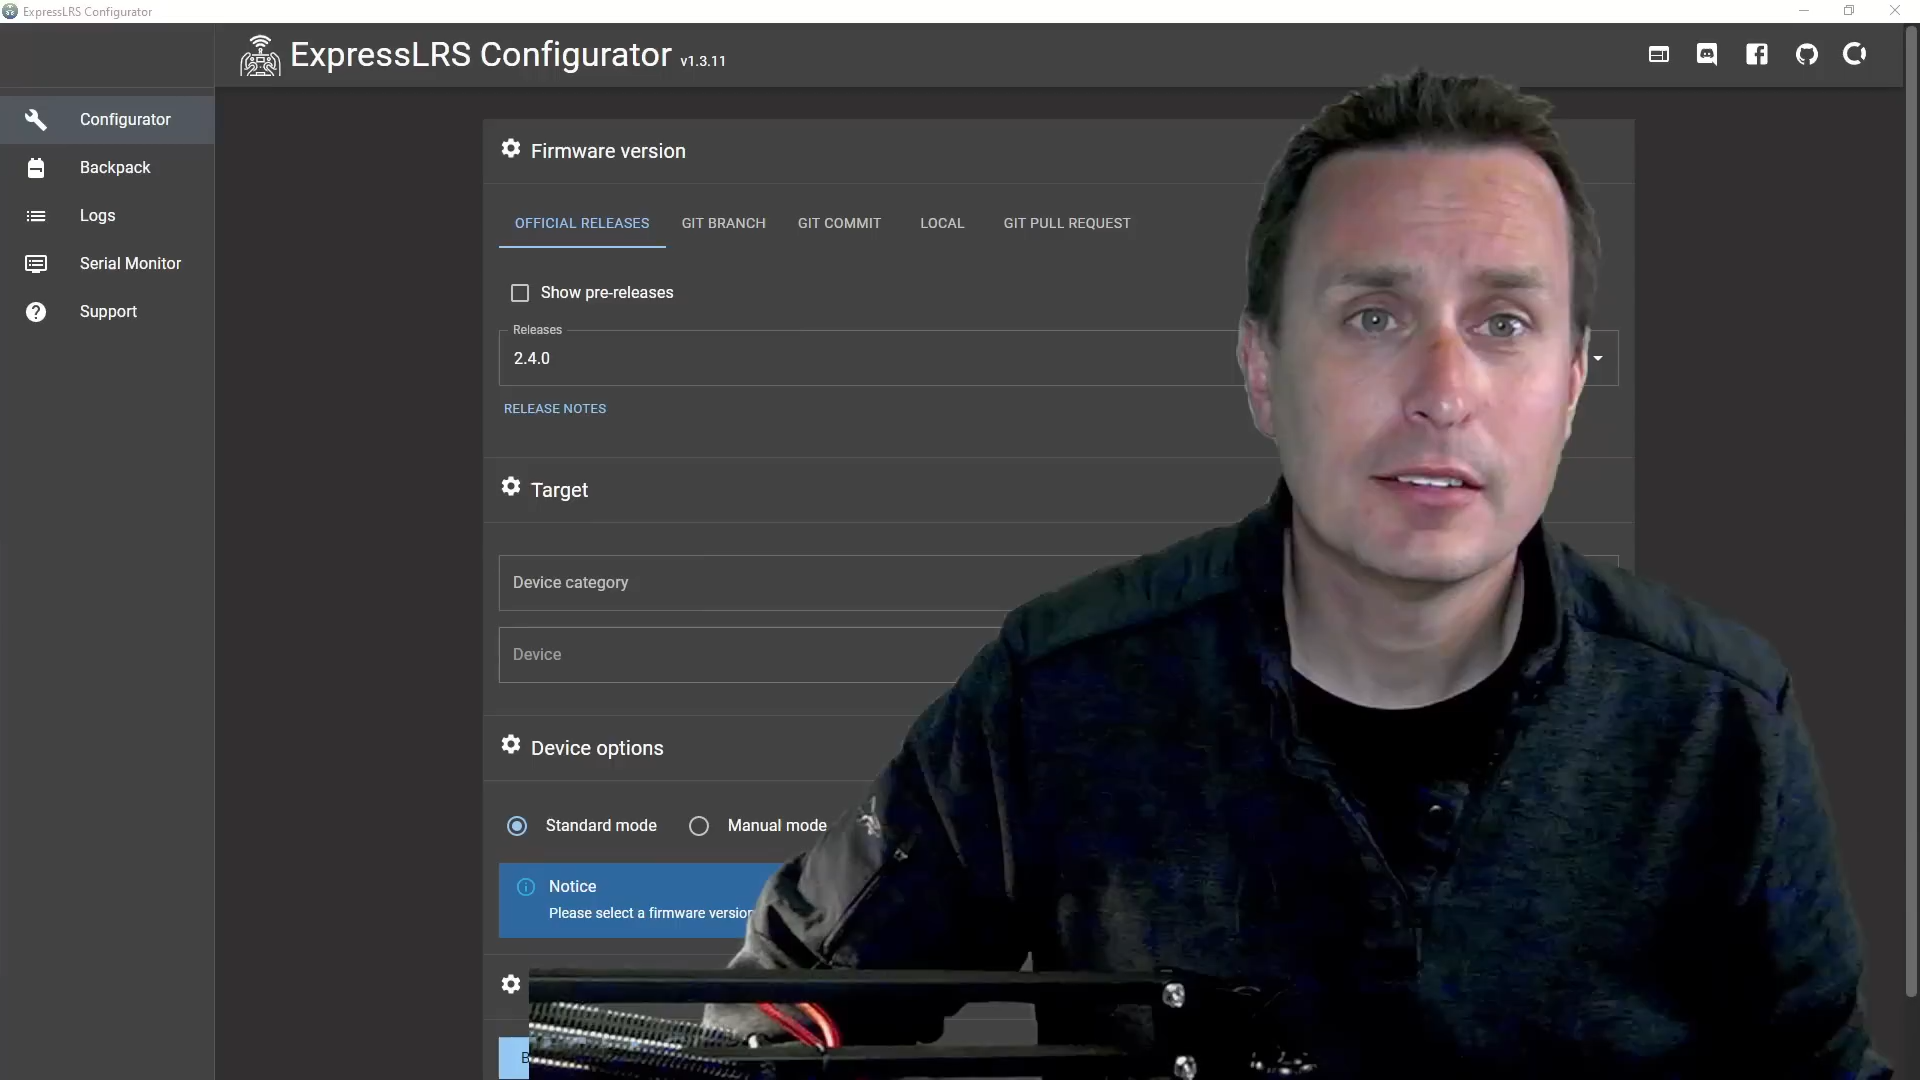 ExpressLRS Configurator
ExpressLRS Configurator v1.3.11
Configurator
Backpack
Logs
Serial Monitor
Support
Firmware version
OFFICIAL RELEASES
GIT BRANCH
GIT COMMIT
LOCAL
GIT PULL REQUEST
Show pre-releases
Releases
2.4.0
RELEASE NOTES
Target
Device category
Device
Device options
Standard mode
Manual mode
Notice
Please select a firmware version
B